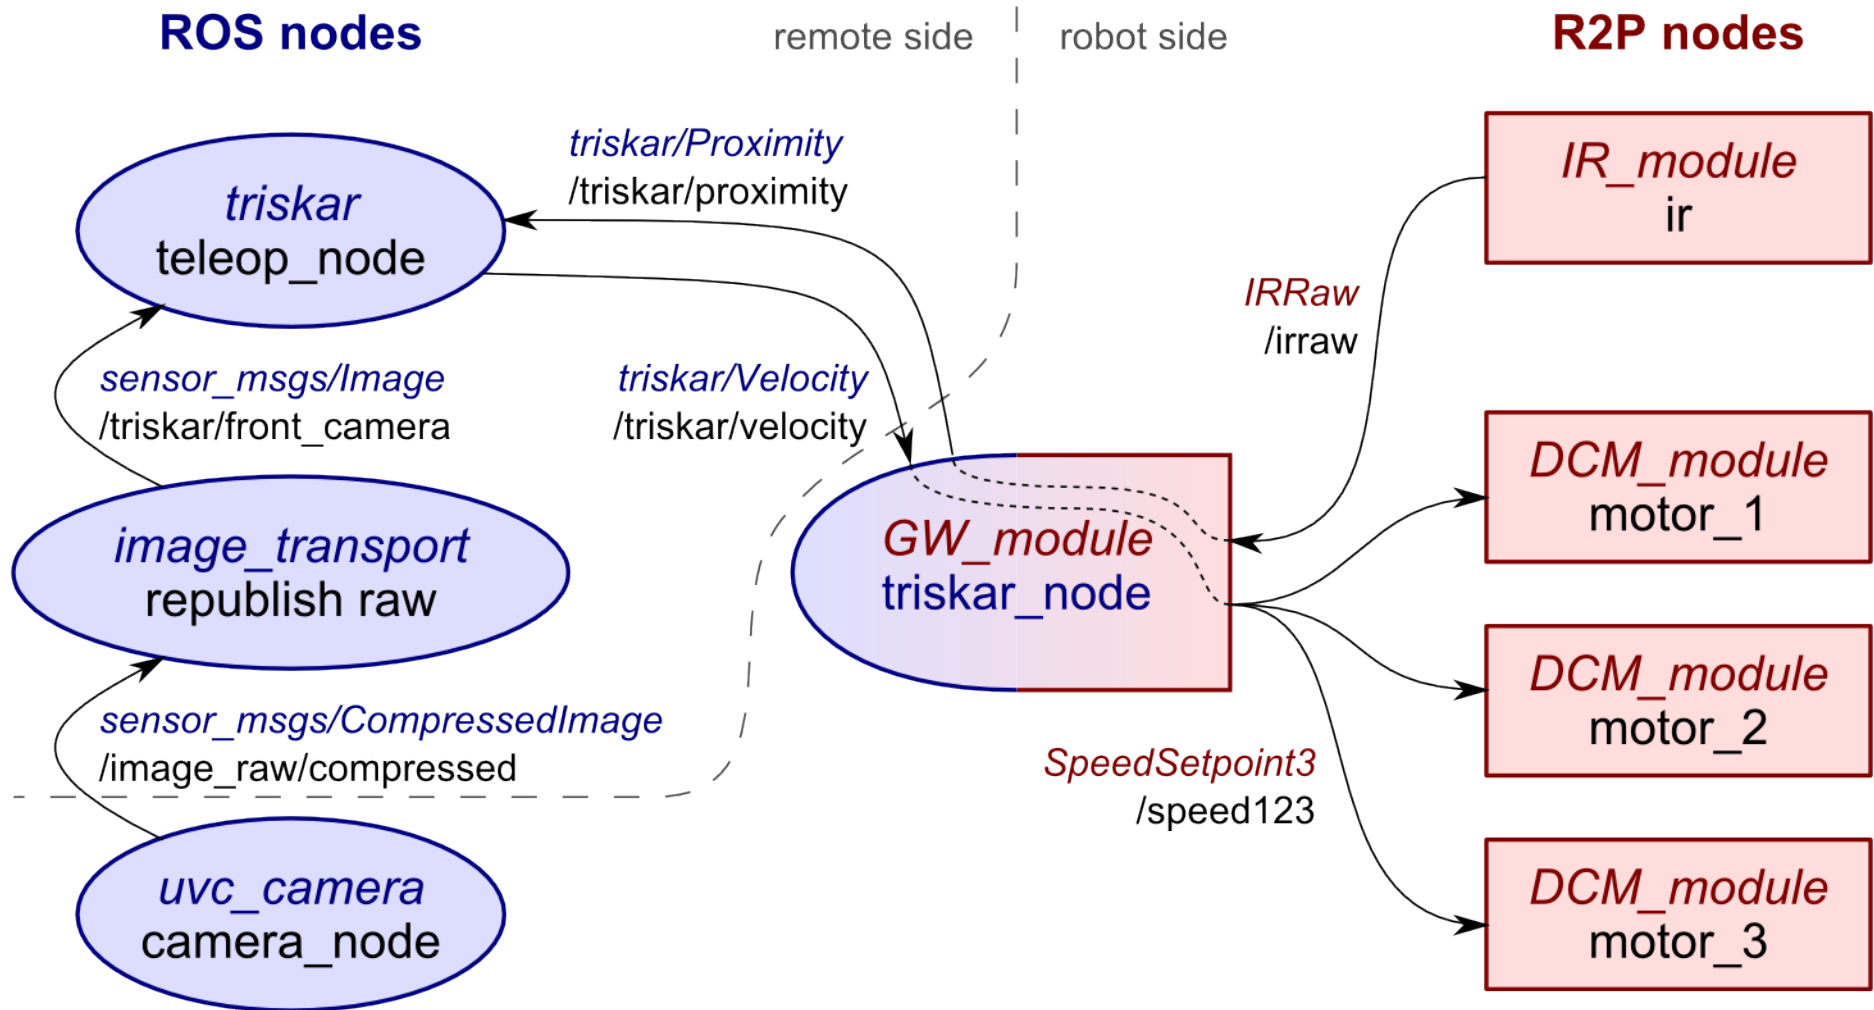 ROS nodes
remote side
robot side
R2P nodes
triskar
teleop_node
triskar/Proximity
/triskar/proximity
IR_module
ir
IRRaw
/irraw
sensor_msgs/Image
/triskar/front_camera
triskar/Velocity
/triskar/velocity
DCM_module
motor_1
image_transport
republish raw
GW_module
triskar_node
DCM_module
motor_2
sensor_msgs/CompressedImage
/image_raw/compressed
SpeedSetpoint3
/speed123
uvc_camera
camera_node
DCM_module
motor_3